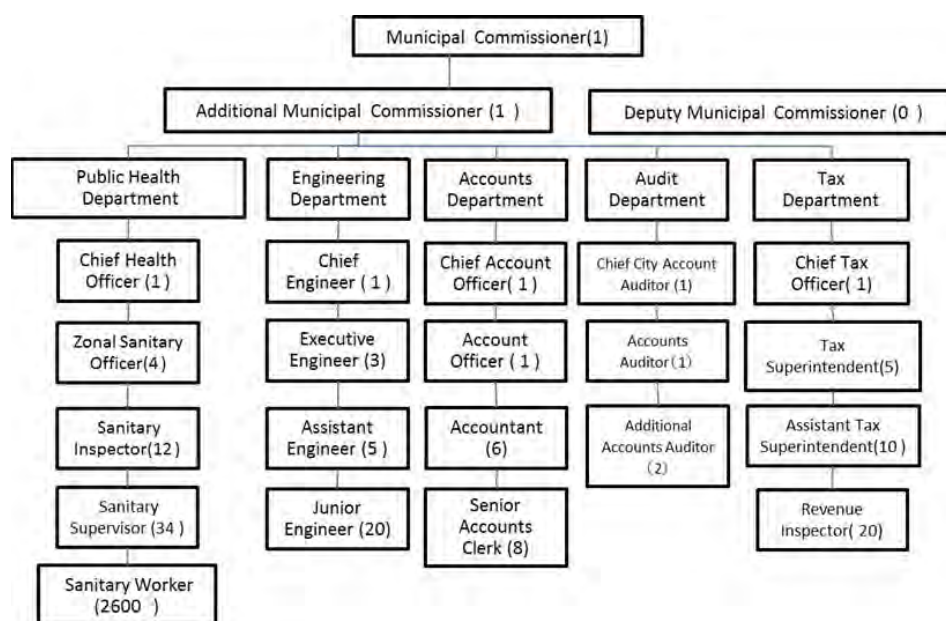 Municipal Commissioner(1)
Additional Municipal Commissioner (1 )
Deputy Municipal Commissioner (0 )
Public Health
Department
Engineering
Department
Accounts
Department
Audit
Department
Tax
Department
Chief Health
Officer (1 )
Chief
Engineer ( 1)
Chief Account
Officer( 1)
Chief City Account
Auditor (1)
Chief Tax
Officer( 1)
Zonal Sanitary
Officer(4)
Executive
Engineer (3)
Account
Officer ( 1 )
Accounts
Auditor(1)
Tax
Superintendent(5)
Sanitary
Inspector(12)
Assistant
Engineer (5 )
Accountant
(6)
Additional
Accounts Auditor
(2)
Assistant Tax
Superintendent(10 )
Sanitary
Supervisor (34 )
Junior
Engineer (20)
Senior
Accounts
Clerk (8)
Revenue
Inspector( 20)
Sanitary Worker
(2600 )